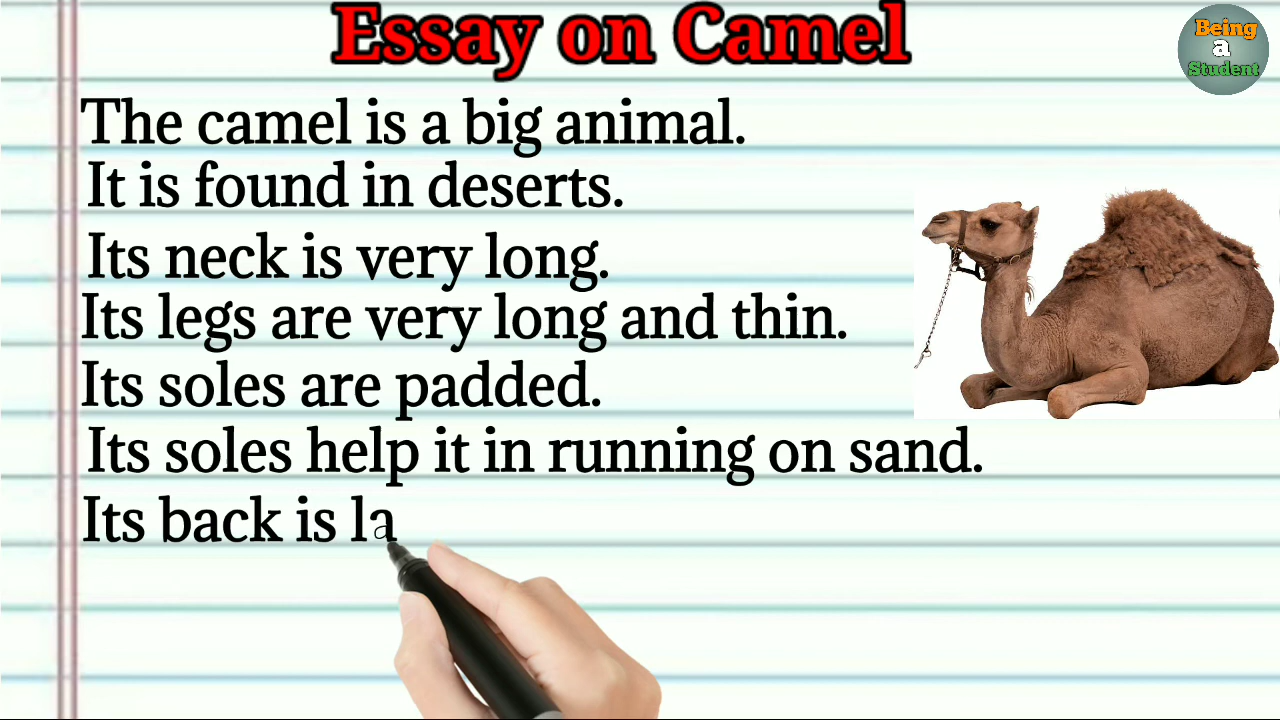 Essay on Camel
Being
a
Student
The camel is a big animal.
It is found in deserts.
Its neck is very long.
Its legs are very long and thin.
Its soles are padded.
Its soles help it in running on sand.
Its back is la